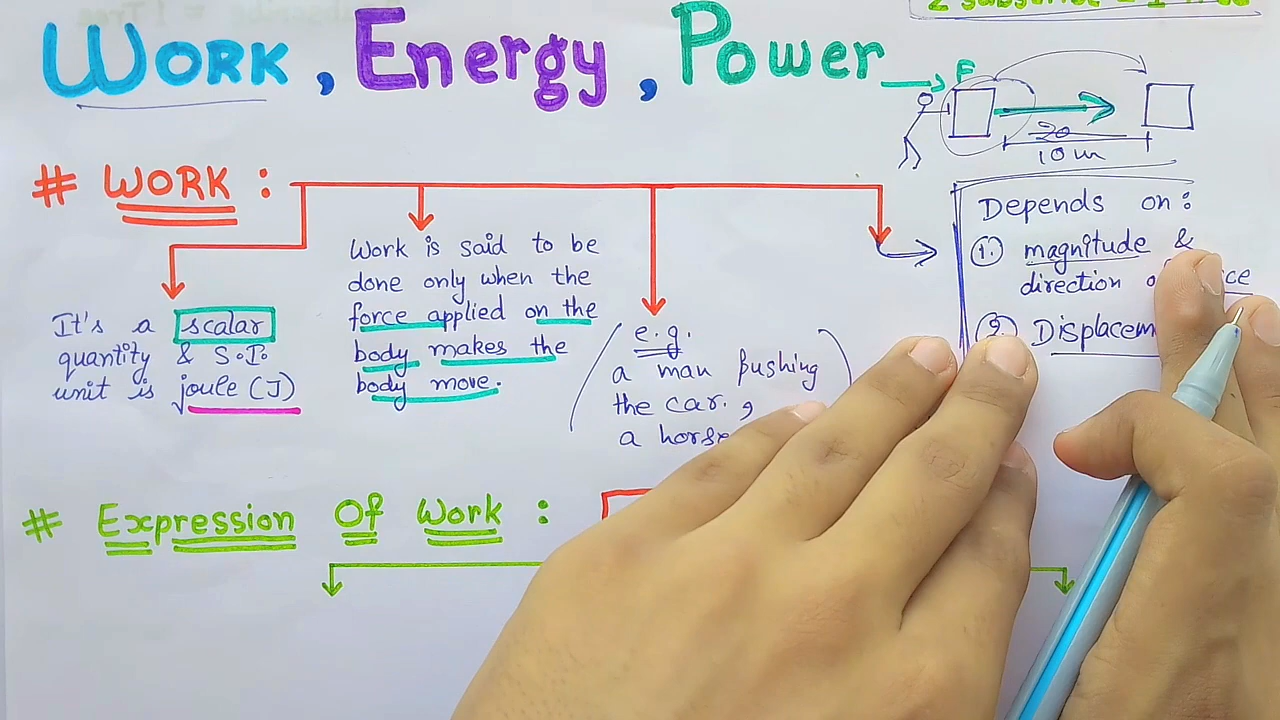 Work, Energy, Power
F
20
10 m
# WORK :
It's a scalar
quantity & S.I.
unit is joule (J)
Work is said to be
done only when the
force applied on the
body makes the
body move.
e.g.
a man pushing
the car. ,
a horse
Depends on:
1. magnitude &
direction
2. Displacem
# Expression Of Work :